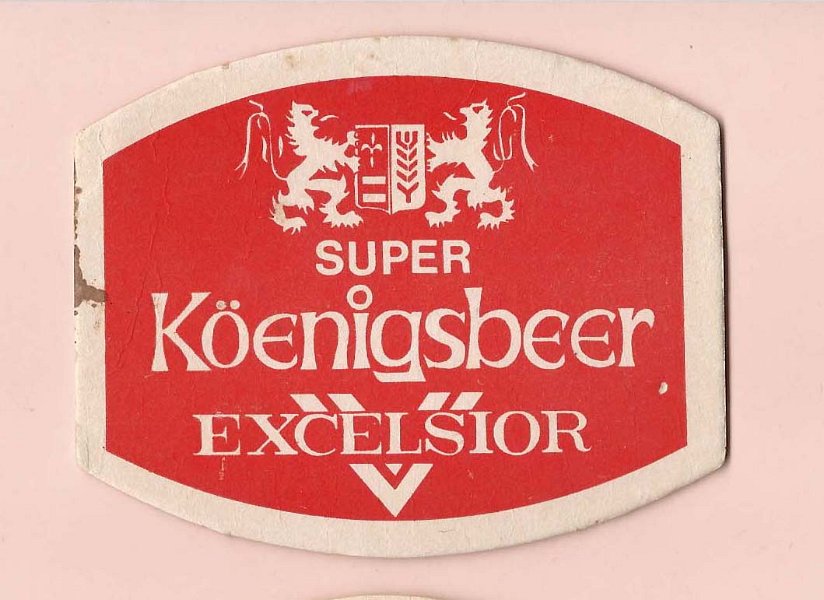 SUPER
Köenigsbeer
EXCELSIOR
V